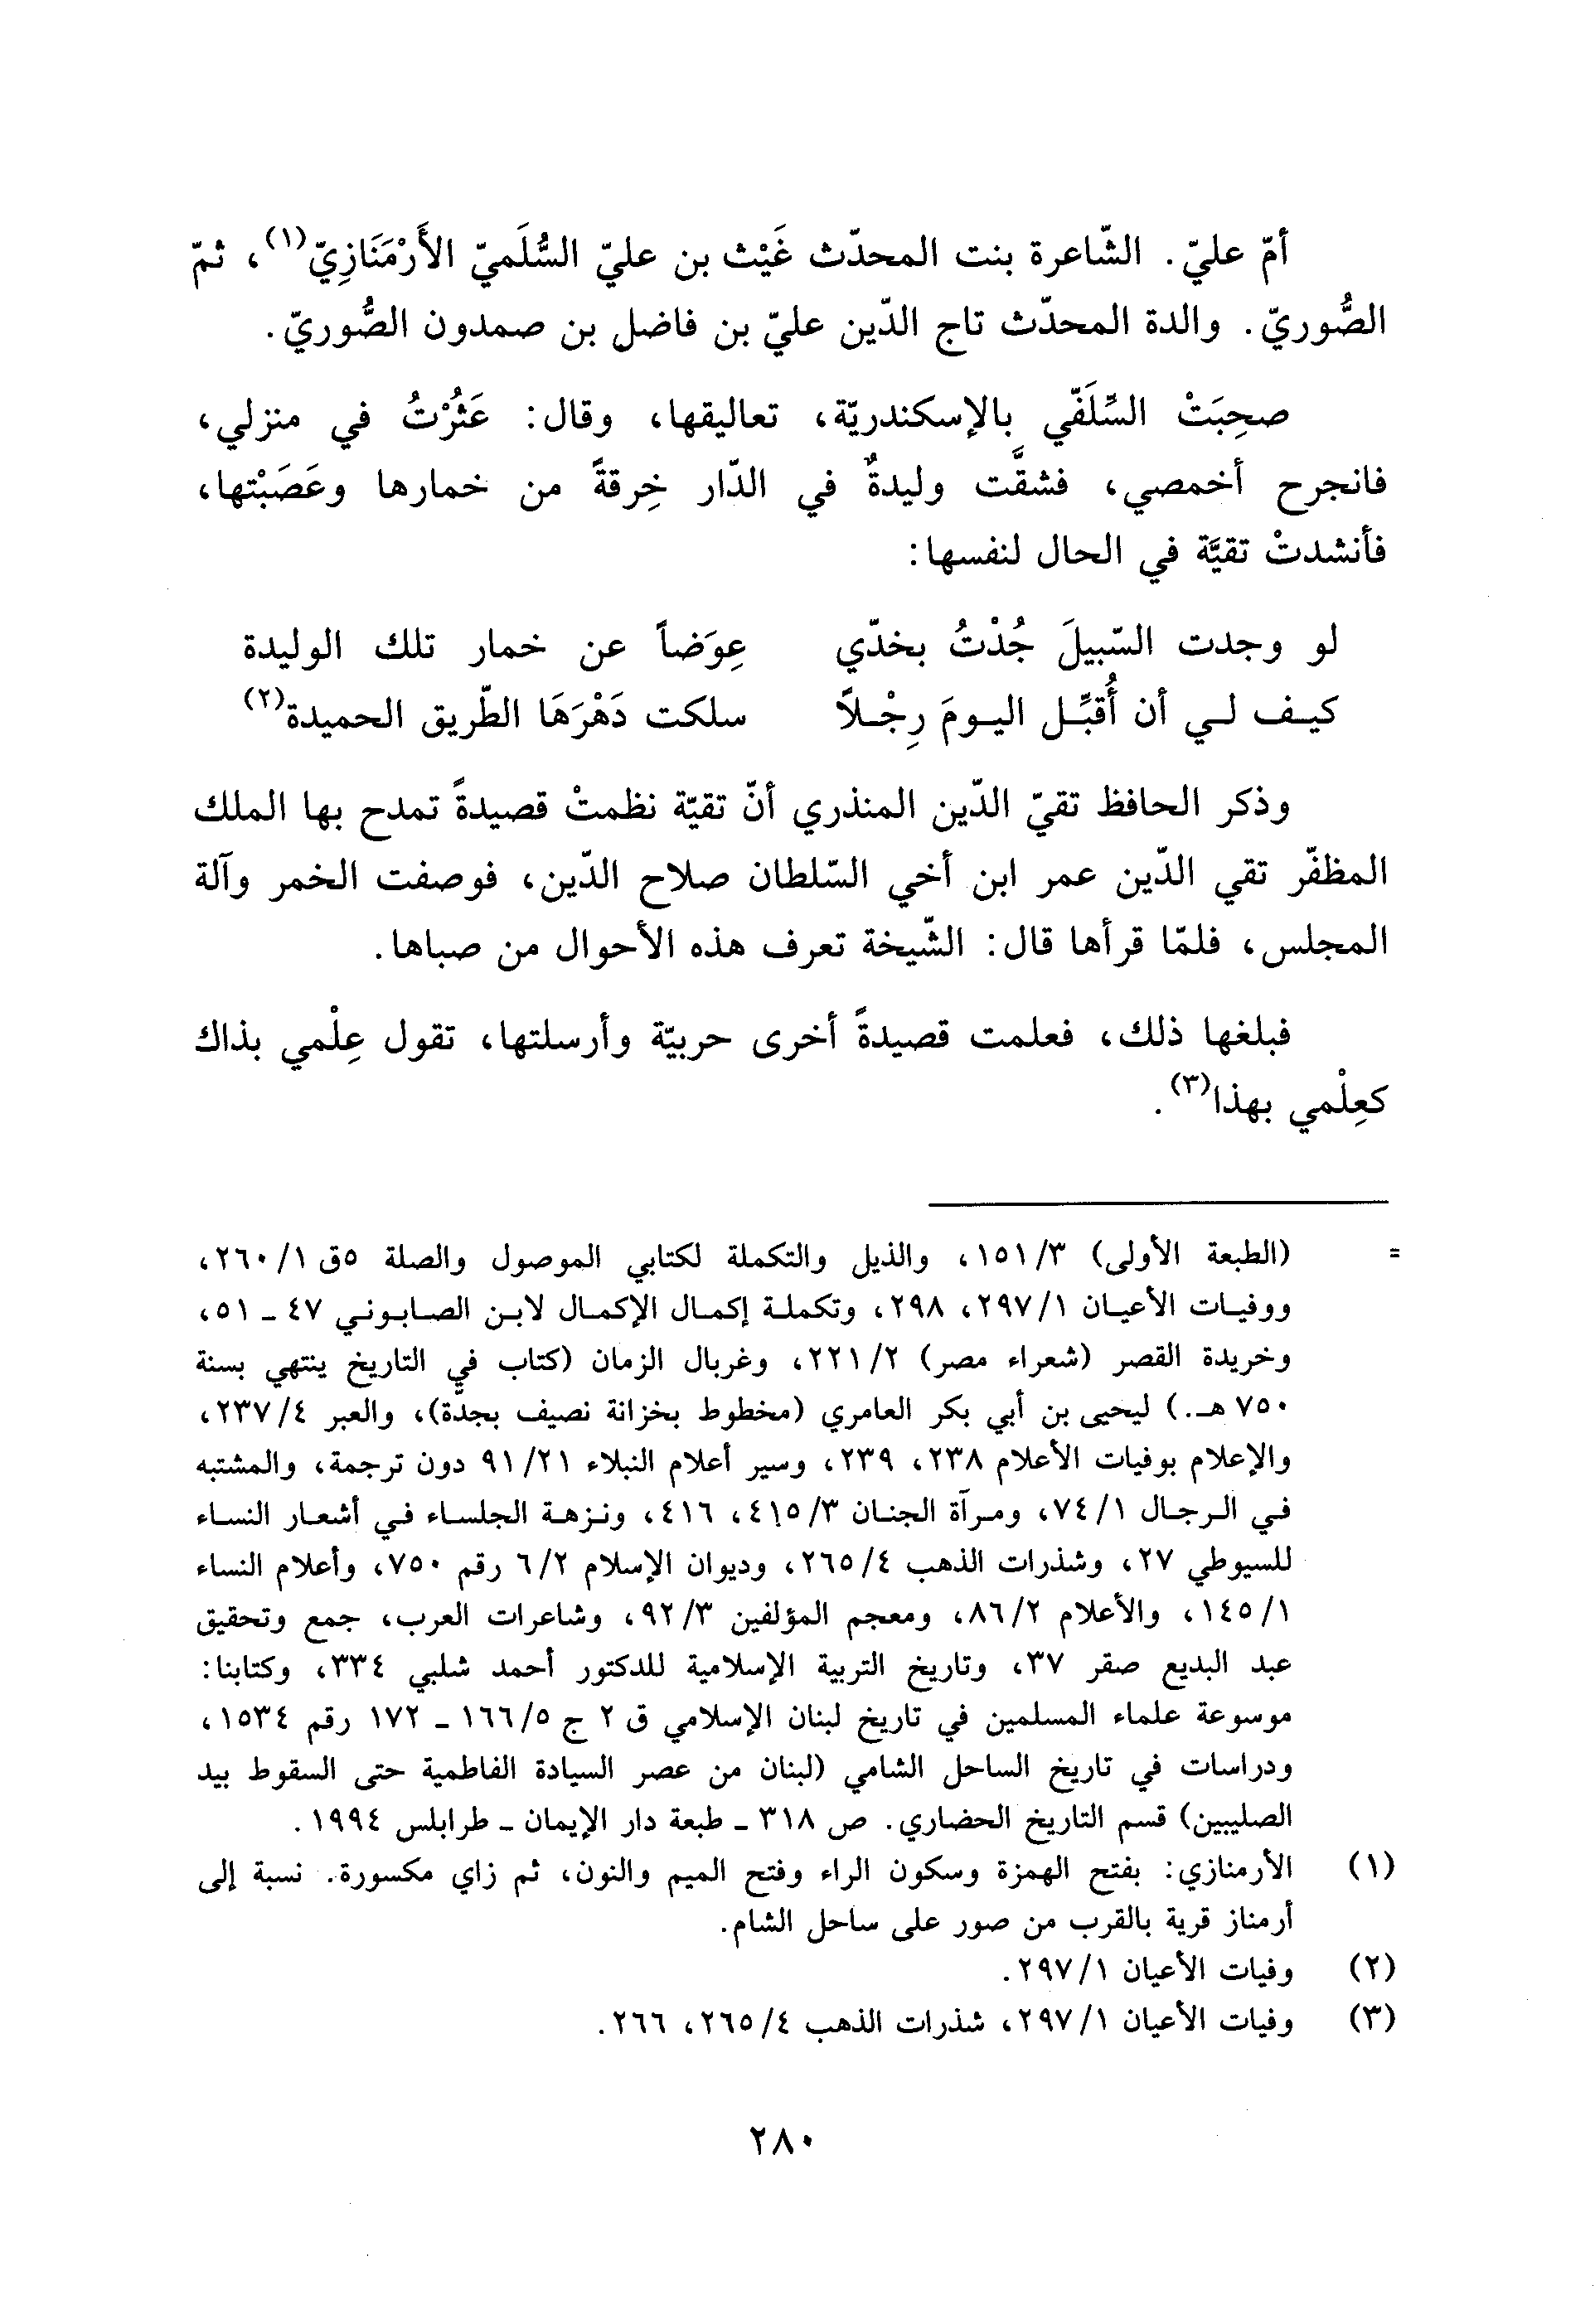 أمّ عليّ. الشّاعرة بنت المحدّث غَيْث بن عليّ السُّلَميّ الأَرْمَنَازِيّ(١)، ثمّ
الصُّوريّ. والدة المحدّث تاج الدّين عليّ بن فاضل بن صمدون الصُّوريّ.
صحِبَتْ السِّلَفّي بالإسكندريّة، تعاليقها، وقال: عَثُرْتُ في منزلي،
فانجرح أخمصي، فشقَّت وليدةٌ في الدّار خِرقةً من خمارها وعَصَبْتها،
فأنشدتْ تقيَّة في الحال لنفسها:
لو وجدت السّبيلَ جُدْتُ بخدّي عِوَضاً عن خمار تلك الوليدة
كيف لي أن أُقبِّل اليومَ رِجْلاً سلكت دَهْرَهَا الطّريق الحميدة(٢)
وذكر الحافظ تقيّ الدّين المنذري أنّ تقيّة نظمتْ قصيدةً تمدح بها الملك
المظفّر تقي الدّين عمر ابن أخي السّلطان صلاح الدّين، فوصفت الخمر وآلة
المجلس، فلمّا قرأها قال: الشّيخة تعرف هذه الأحوال من صباها.
فبلغها ذلك، فعلمت قصيدةً أخرى حربيّة وأرسلتها، تقول عِلْمي بذاك
كعِلْمي بهذا(٣).
= (الطبعة الأولى) ٣/١٥١، والذيل والتكملة لكتابي الموصول والصلة ٥ق ١/٢٦٠،
ووفيات الأعيان ١/٢٩٧، ٢٩٨، وتكملة إكمال الإكمال لابن الصابوني ٤٧ - ٥١،
وخريدة القصر (شعراء مصر) ٢/٢٢١، وغربال الزمان (كتاب في التاريخ ينتهي بسنة
٧٥٠ هـ.) ليحيى بن أبي بكر العامري (مخطوط بخزانة نصيف بجدّة)، والعبر ٤/٢٣٧،
والإعلام بوفيات الأعلام ٢٣٨، ٢٣٩، وسير أعلام النبلاء ٢١/٩١ دون ترجمة، والمشتبه
في الرجال ١/٧٤، ومرآة الجنان ٣/٤١٥، ٤١٦، ونزهة الجلساء في أشعار النساء
للسيوطي ٢٧، وشذرات الذهب ٤/٢٦٥، وديوان الإسلام ٢/٦ رقم ٧٥٠، وأعلام النساء
١/١٤٥، والأعلام ٢/٨٦، ومعجم المؤلفين ٣/٩٢، وشاعرات العرب، جمع وتحقيق
عبد البديع صقر ٣٧، وتاريخ التربية الإسلامية للدكتور أحمد شلبي ٣٣٤، وكتابنا:
موسوعة علماء المسلمين في تاريخ لبنان الإسلامي ق ٢ ج ٥/١٦٦ - ١٧٢ رقم ١٥٣٤،
ودراسات في تاريخ الساحل الشامي (لبنان من عصر السيادة الفاطمية حتى السقوط بيد
الصليبين) قسم التاريخ الحضاري. ص ٣١٨ - طبعة دار الإيمان - طرابلس ١٩٩٤.
(١) الأرمنازي: بفتح الهمزة وسكون الراء وفتح الميم والنون، ثم زاي مكسورة. نسبة إلى
أرمناز قرية بالقرب من صور على ساحل الشام.
(٢) وفيات الأعيان ١/٢٩٧.
(٣) وفيات الأعيان ١/٢٩٧، شذرات الذهب ٤/٢٦٥، ٢٦٦.
٢٨٠